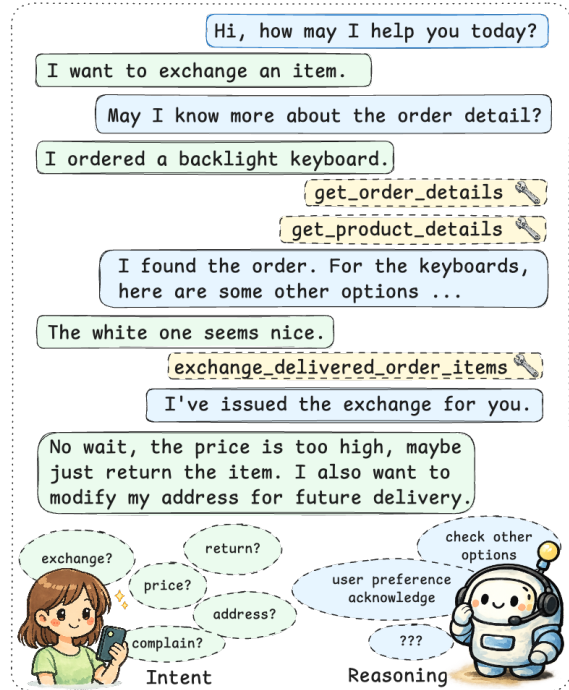 Hi, how may I help you today?
I want to exchange an item.
May I know more about the order detail?
I ordered a backlight keyboard.
get_order_details
get_product_details
I found the order. For the keyboards,
here are some other options ...
The white one seems nice.
exchange_delivered_order_items
I've issued the exchange for you.
No wait, the price is too high, maybe
just return the item. I also want to
modify my address for future delivery.
exchange?
return?
price?
address?
complain?
Intent
check other
options
user preference
acknowledge
???
Reasoning